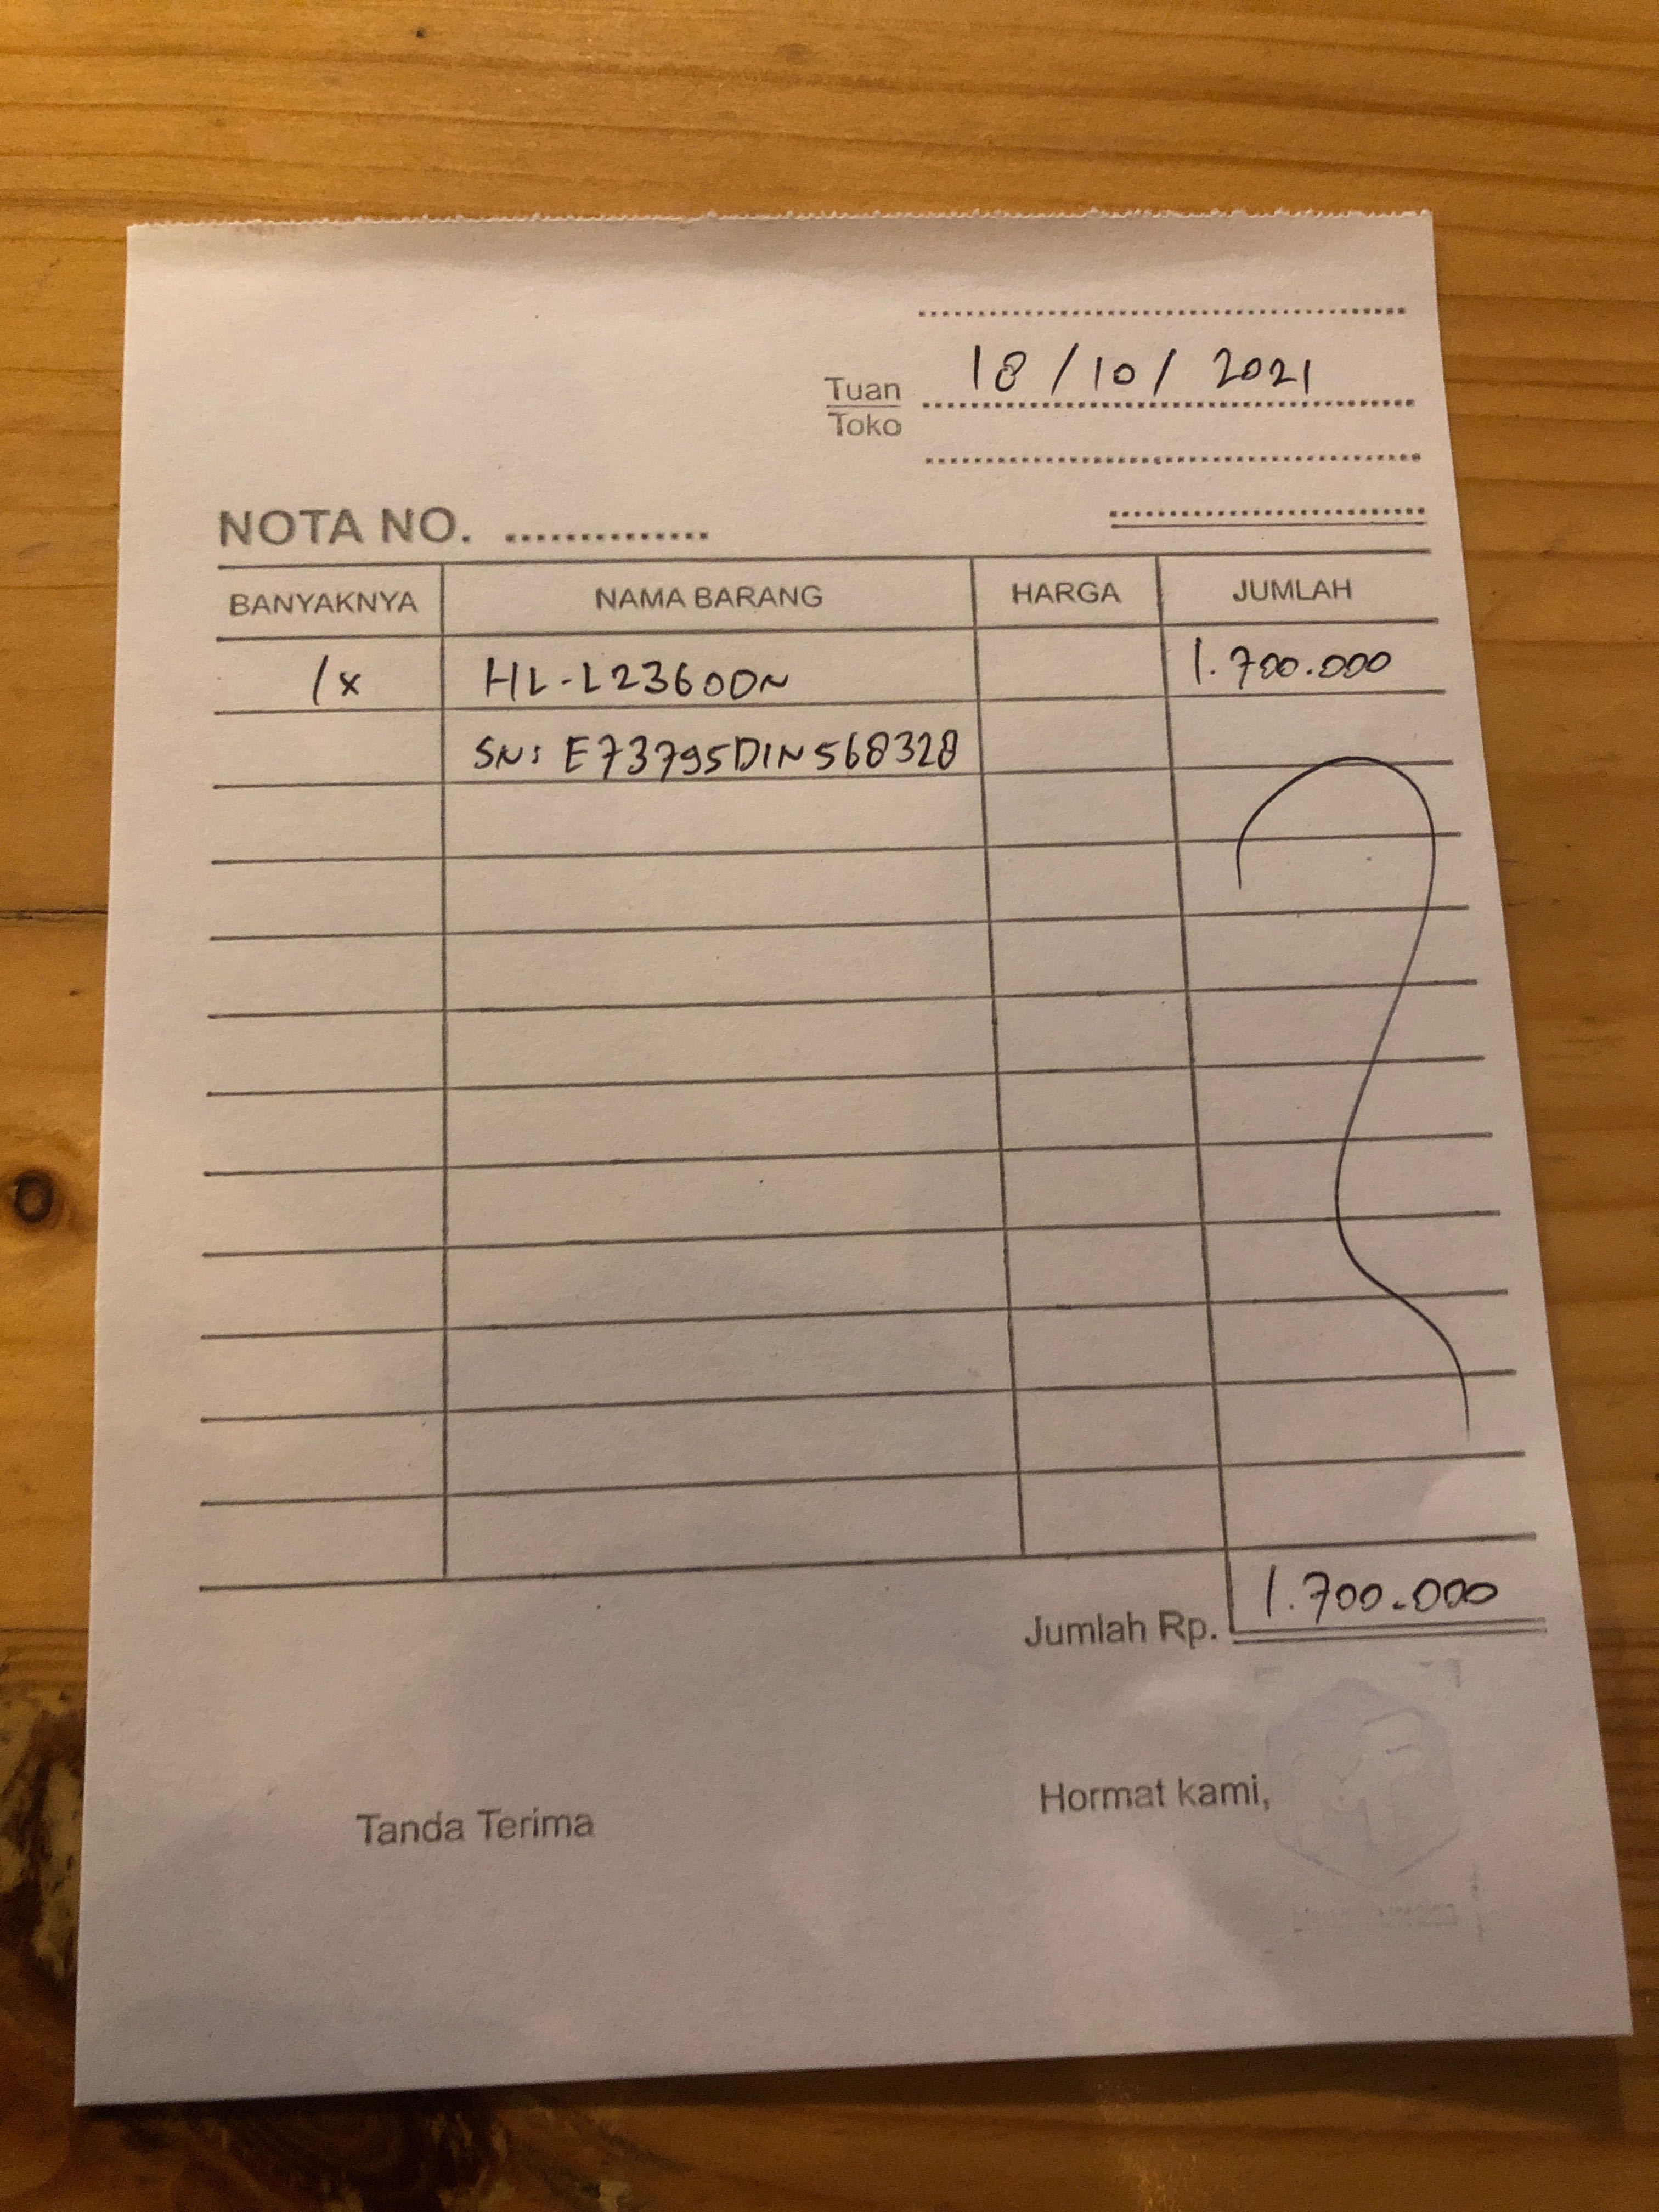 18/10/2021
Tuan
Toko
NOTA NO. ..............
BANYAKNYA NAMA BARANG HARGA JUMLAH
1x HL-L2360DN 1.700.000
SN: E73795D1N568328
Jumlah Rp. 1.700.000
Tanda Terima Hormat kami,